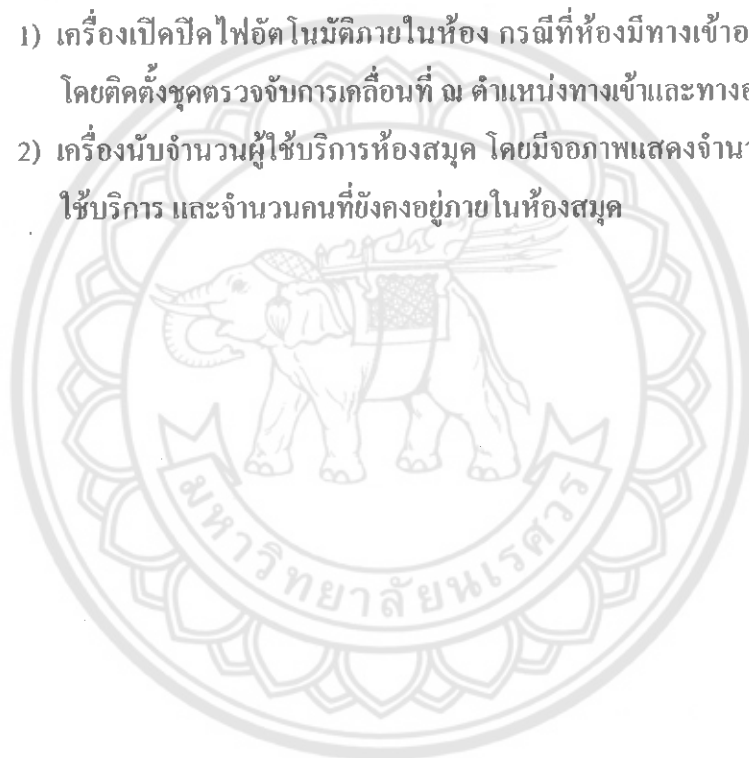 1) เครื่องเปิดปิดไฟอัตโนมัติภายในห้อง กรณีที่ห้องมีทางเข้าอ
โดยติดตั้งชุดตรวจจับการเคลื่อนที่ ณ ตำแหน่งทางเข้าและทางอ
2) เครื่องนับจำนวนผู้ใช้บริการห้องสมุด โดยมีจอภาพแสดงจำนว
ใช้บริการ และจำนวนคนที่ยังคงอยู่ภายในห้องสมุด
มหาวิทยาลัยนเรศวร